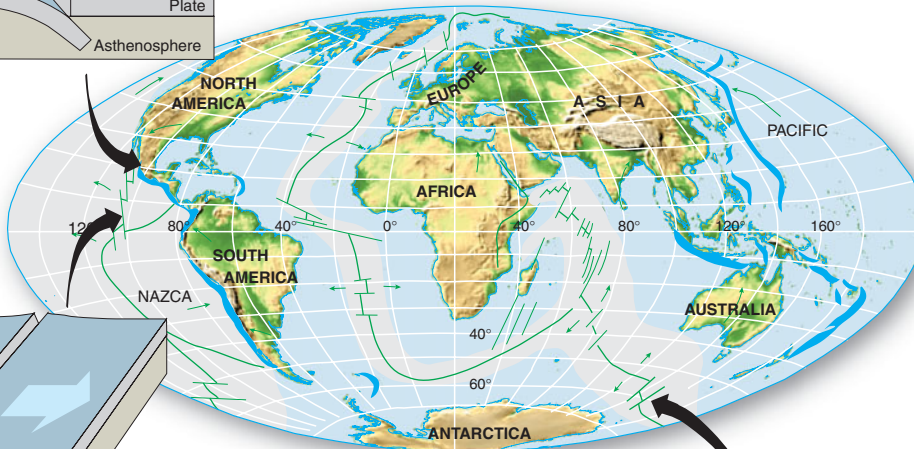 Plate
Asthenosphere
NORTH
AMERICA
EUROPE
A S I A
PACIFIC
AFRICA
80°
40°
0°
40°
80°
120°
160°
SOUTH
AMERICA
NAZCA
AUSTRALIA
40°
60°
ANTARCTICA